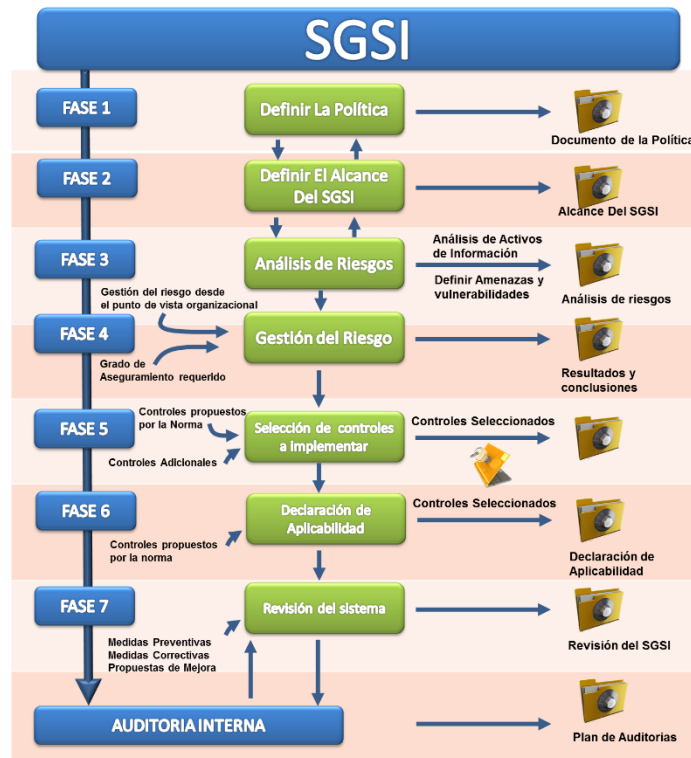 SGSI
FASE 1
Definir La Política
Documento de la Política
FASE 2
Definir El Alcance
Del SGSI
Alcance Del SGSI
FASE 3
Análisis de Riesgos
Análisis de Activos
de Información
Definir Amenazas y
vulnerabilidades
Análisis de riesgos
Gestión del riesgo desde
el punto de vista organizacional
FASE 4
Gestión del Riesgo
Grado de
Aseguramiento requerido
Resultados y
conclusiones
FASE 5
Controles propuestos
por la Norma
Controles Adicionales
Selección de controles
a implementar
Controles Seleccionados
FASE 6
Controles propuestos
por la norma
Declaración de
Aplicabilidad
Controles Seleccionados
Declaración de
Aplicabilidad
FASE 7
Revisión del sistema
Medidas Preventivas
Medidas Correctivas
Propuestas de Mejora
Revisión del SGSI
AUDITORIA INTERNA
Plan de Auditorias